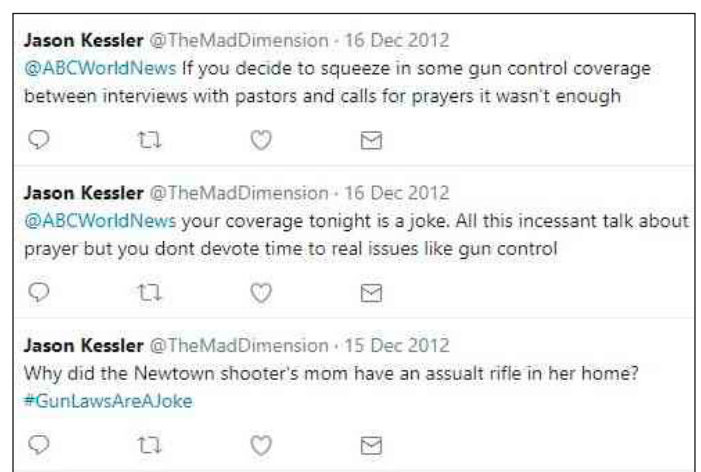 Jason Kessler @TheMadDimension · 16 Dec 2012
@ABCWorldNews If you decide to squeeze in some gun control coverage
between interviews with pastors and calls for prayers it wasn't enough
Jason Kessler @TheMadDimension · 16 Dec 2012
@ABCWorldNews your coverage tonight is a joke. All this incessant talk about
prayer but you dont devote time to real issues like gun control
Jason Kessler @TheMadDimension · 15 Dec 2012
Why did the Newtown shooter's mom have an assualt rifle in her home?
#GunLawsAreAJoke